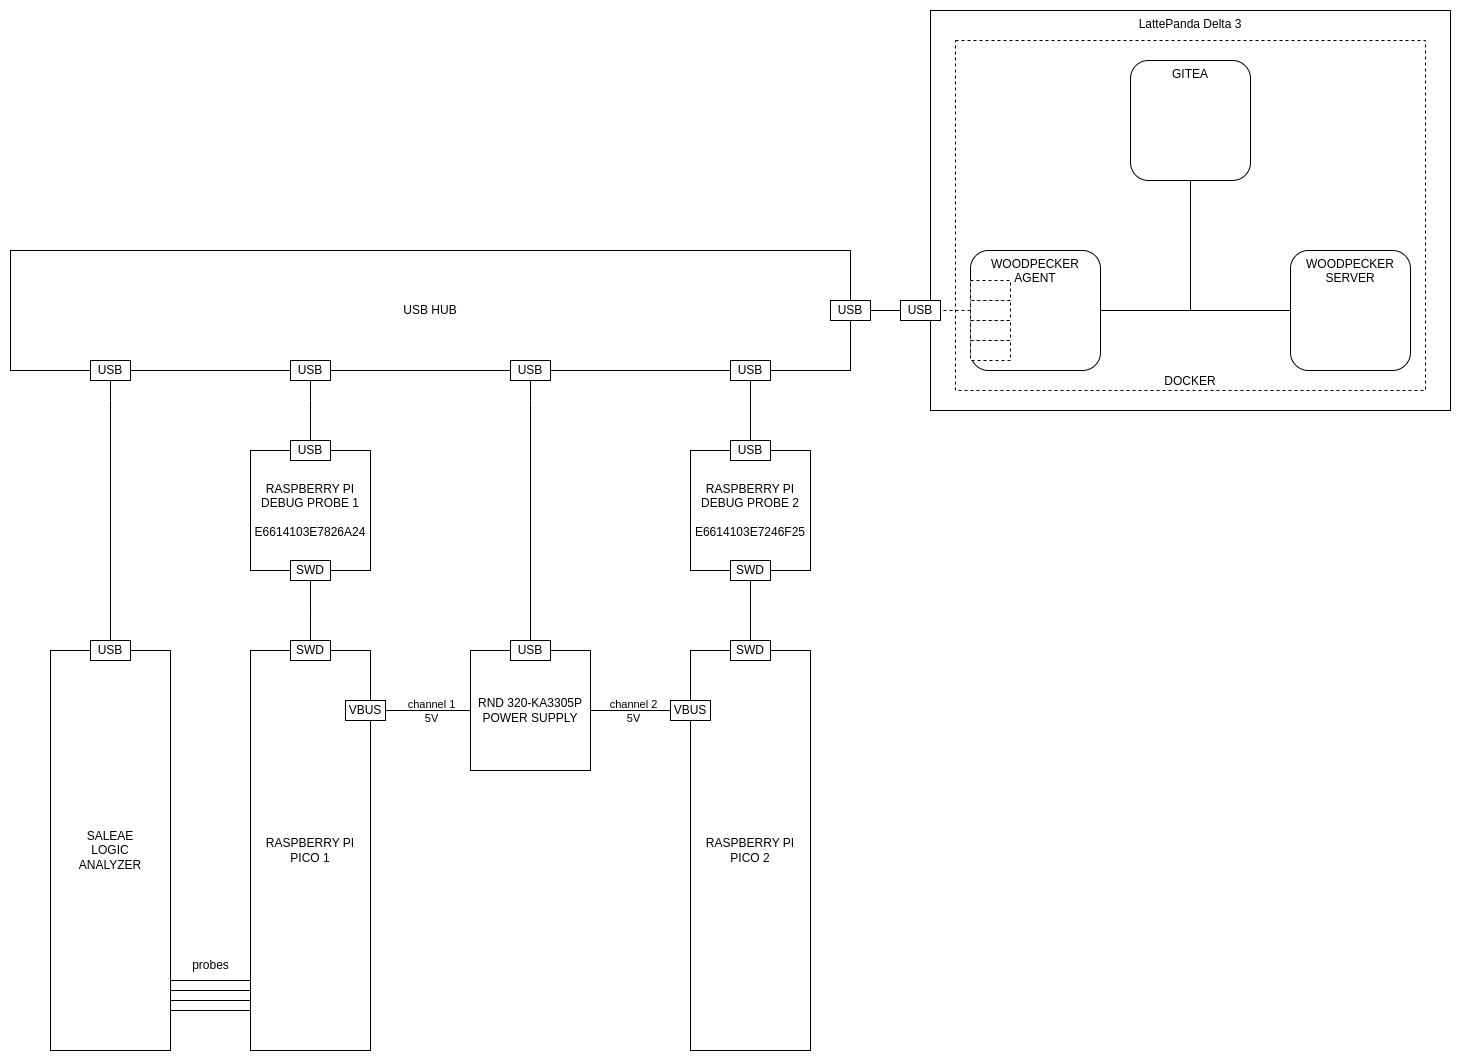 LattePanda Delta 3
GITEA
WOODPECKER
AGENT
WOODPECKER
SERVER
DOCKER
USB HUB
USB
USB
USB
USB
USB
USB
USB
USB
RASPBERRY PI
DEBUG PROBE 1
E6614103E7826A24
RASPBERRY PI
DEBUG PROBE 2
E6614103E7246F25
SWD
SWD
USB
SWD
USB
SWD
VBUS
channel 1
5V
RND 320-KA3305P
POWER SUPPLY
channel 2
5V
VBUS
SALEAE
LOGIC
ANALYZER
RASPBERRY PI
PICO 1
RASPBERRY PI
PICO 2
probes